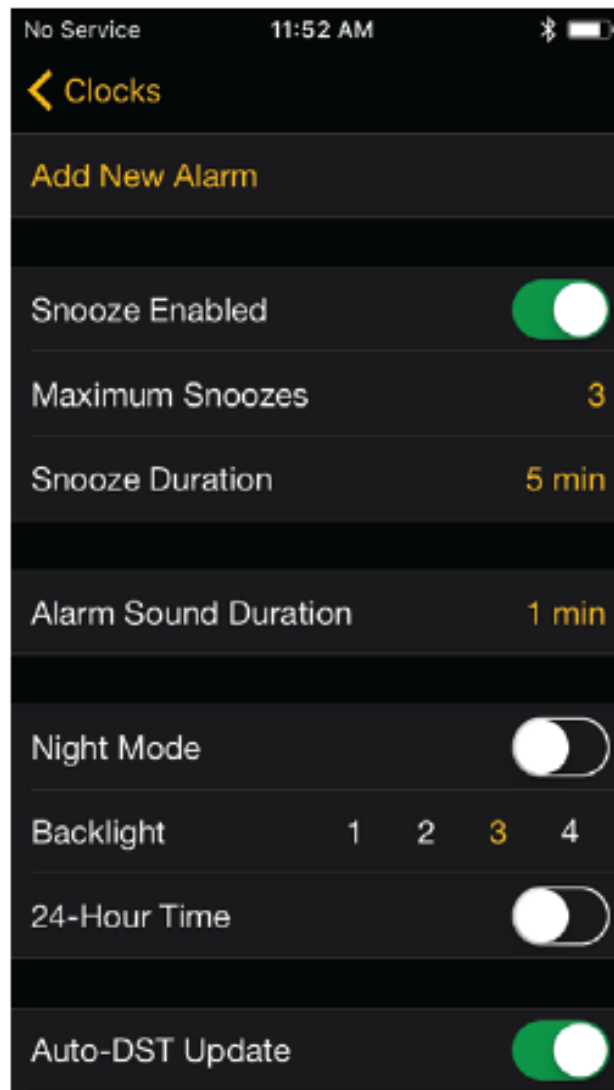 No Service 11:52 AM
Clocks
Add New Alarm
Snooze Enabled
Maximum Snoozes 3
Snooze Duration 5 min
Alarm Sound Duration 1 min
Night Mode
Backlight 1 2 3 4
24-Hour Time
Auto-DST Update